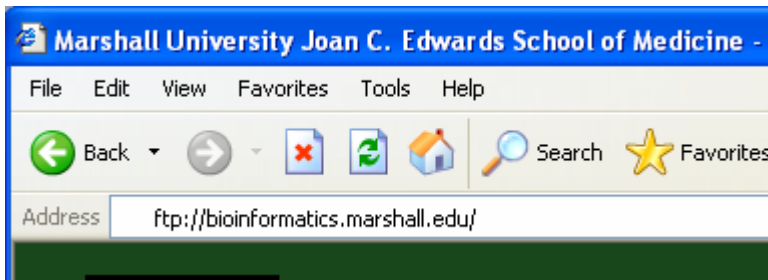 Marshall University Joan C. Edwards School of Medicine -
File Edit View Favorites Tools Help
Back Search Favorites
Address ftp://bioinformatics.marshall.edu/